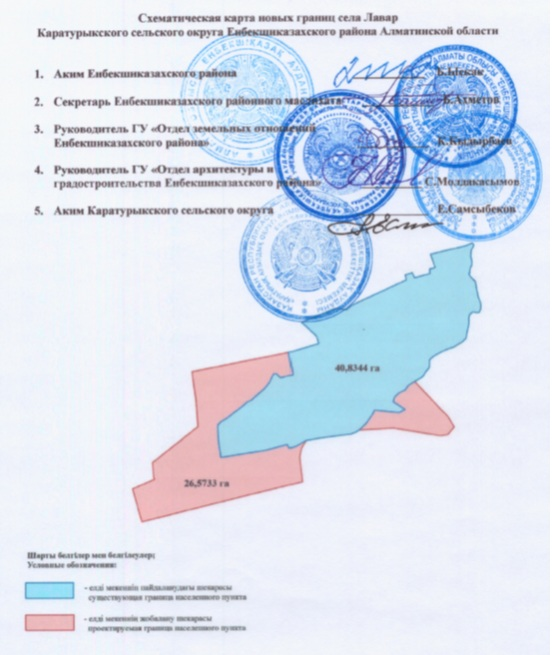 Схематическая карта новых границ села Лавар
Каратурыкского сельского округа Енбекшиказахского района Алматинской области
1. Аким Енбекшиказахского района Б.Ыскак
2. Секретарь Енбекшиказахского районного маслихата Б.Ахметов
3. Руководитель ГУ «Отдел земельных отношений
Енбекшиказахского района» К.Кыдырбаев
4. Руководитель ГУ «Отдел архитектуры и
градостроительства Енбекшиказахского района» С.Молдакасымов
5. Аким Каратурыкского сельского округа Е.Самсыбеков
40,8344 га
26,5733 га
Шартты белгілер мен белгілеулер;
Условные обозначения:
- елді мекеннің пайдаланудағы шекарасы
существующая граница населенного пункта
- елді мекеннің жобалану шекарасы
проектируемая граница населенного пункта